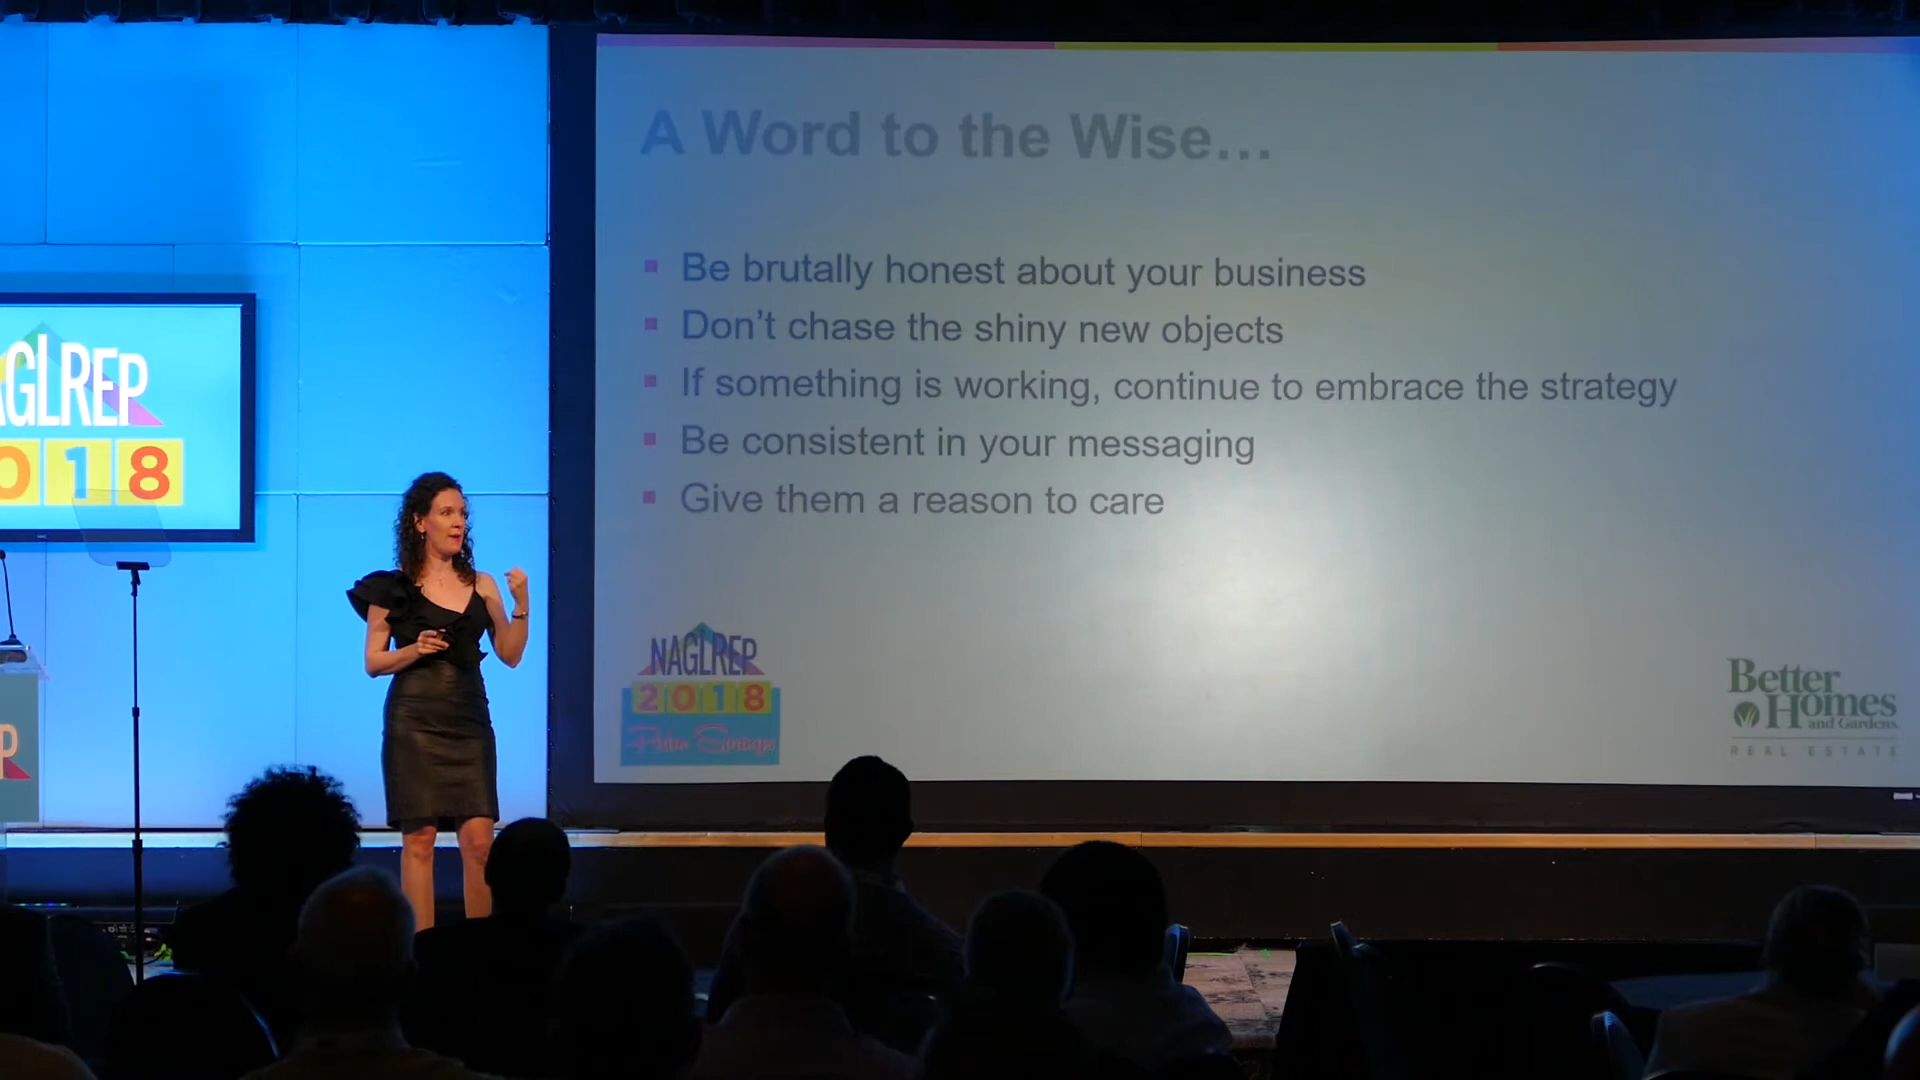 A Word to the Wise...
Be brutally honest about your business
Don't chase the shiny new objects
If something is working, continue to embrace the strategy
Be consistent in your messaging
Give them a reason to care
NAGLREP
2018
Palm Springs
Better
Homes
and Gardens
REAL ESTATE
GLREP
018
P